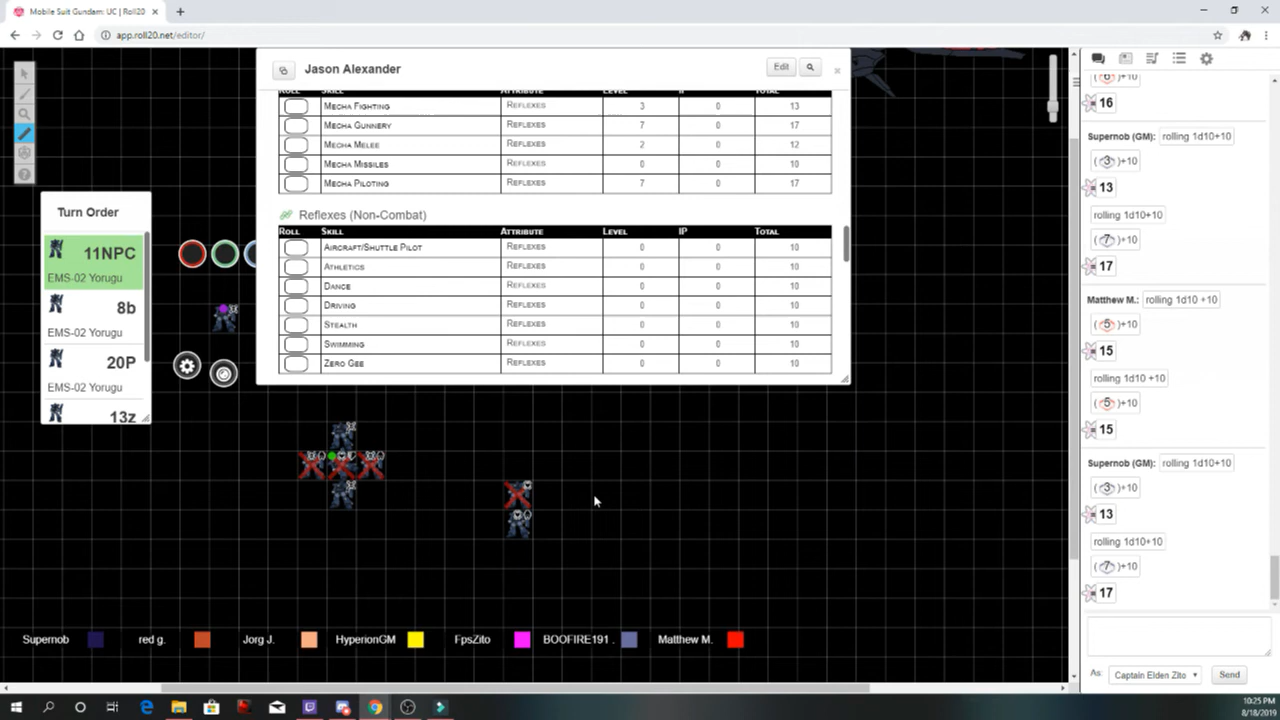 Mobile Suit Gundam: UC | Roll20
app.roll20.net/editor/
Jason Alexander
Edit
Roll Skill Attribute Level IP Total
Mecha Fighting Reflexes 3 0 13
Mecha Gunnery Reflexes 7 0 17
Mecha Melee Reflexes 2 0 12
Mecha Missiles Reflexes 0 0 10
Mecha Piloting Reflexes 7 0 17
Reflexes (Non-Combat)
Roll Skill Attribute Level IP Total
Aircraft/Shuttle Pilot Reflexes 0 0 10
Athletics Reflexes 0 0 10
Dance Reflexes 0 0 10
Driving Reflexes 0 0 10
Stealth Reflexes 0 0 10
Swimming Reflexes 0 0 10
Zero Gee Reflexes 0 0 10
Turn Order
11NPC
EMS-02 Yorugu
8b
EMS-02 Yorugu
20P
EMS-02 Yorugu
13z
(6)+10
16
Supernob (GM): rolling 1d10+10
(3)+10
13
rolling 1d10+10
(7)+10
17
Matthew M.: rolling 1d10 +10
(5)+10
15
rolling 1d10 +10
(5)+10
15
Supernob (GM): rolling 1d10+10
(3)+10
13
rolling 1d10+10
(7)+10
17
Supernob red g. Jorg J. HyperionGM FpsZito BOOFIRE191 . Matthew M.
As: Captain Elden Zito Send
10:25 PM
8/18/2019